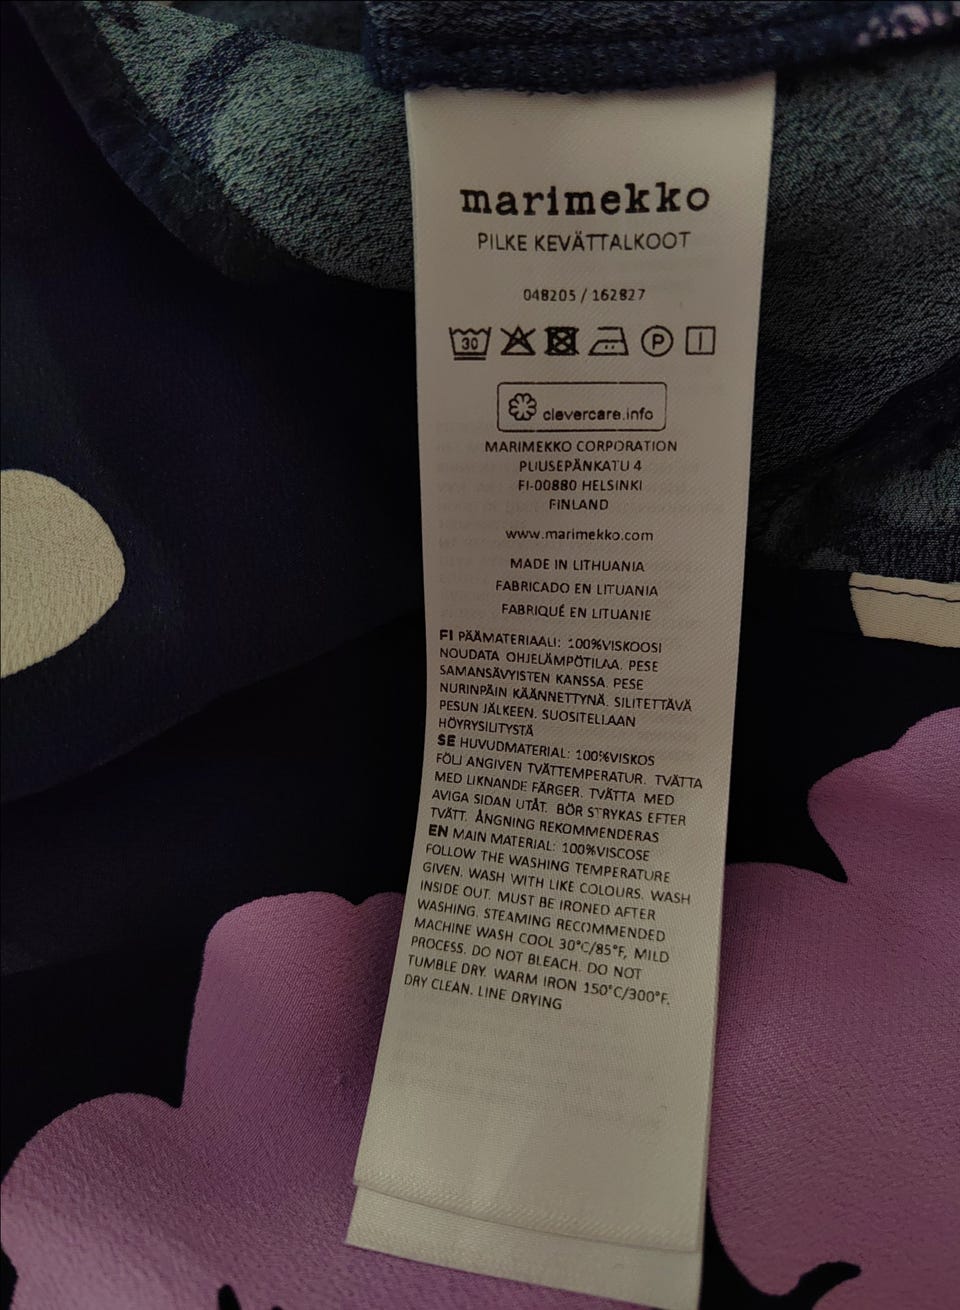 marimekko
PILKE KEVÄTTALKOOT
048205 / 162827
30 P
clevercare.info
MARIMEKKO CORPORATION
PUUSEPÄNKATU 4
FI-00880 HELSINKI
FINLAND
www.marimekko.com
MADE IN LITHUANIA
FABRICADO EN LITUANIA
FABRIQUÉ EN LITUANIE
FI PÄÄMATERIAALI: 100%VISKOOSI
NOUDATA OHJELÄMPÖTILAA. PESE
SAMANSÄVYISTEN KANSSA. PESE
NURINPÄIN KÄÄNNETTYNÄ. SILITETTÄVÄ
PESUN JÄLKEEN. SUOSITELLAAN
HÖYRYSILITYSTÄ
SE HUVUDMATERIAL: 100%VISKOS
FÖLJ ANGIVEN TVÄTTEMPERATUR. TVÄTTA
MED LIKNANDE FÄRGER. TVÄTTA MED
AVIGA SIDAN UTÅT. BÖR STRYKAS EFTER
TVÄTT. ÅNGNING REKOMMENDERAS
EN MAIN MATERIAL: 100%VISCOSE
FOLLOW THE WASHING TEMPERATURE
GIVEN. WASH WITH LIKE COLOURS. WASH
INSIDE OUT. MUST BE IRONED AFTER
WASHING. STEAMING RECOMMENDED
MACHINE WASH COOL 30°C/85°F, MILD
PROCESS. DO NOT BLEACH. DO NOT
TUMBLE DRY. WARM IRON 150°C/300°F.
DRY CLEAN. LINE DRYING